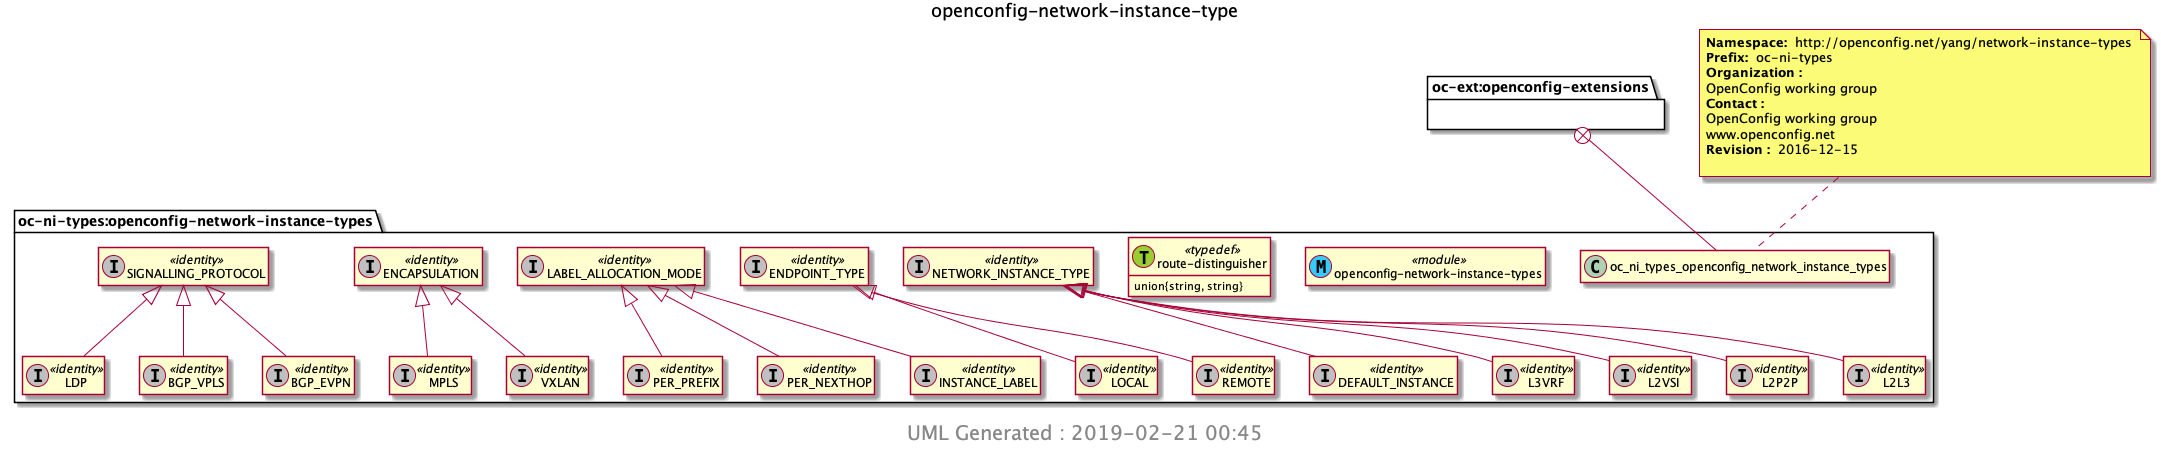 openconfig-network-instance-type
Namespace: http://openconfig.net/yang/network-instance-types
Prefix: oc-ni-types
Organization :
OpenConfig working group
Contact :
OpenConfig working group
www.openconfig.net
Revision : 2016-12-15
oc-ext:openconfig-extensions
oc-ni-types:openconfig-network-instance-types
I «identity»
SIGNALLING_PROTOCOL
I «identity»
ENCAPSULATION
I «identity»
LABEL_ALLOCATION_MODE
I «identity»
ENDPOINT_TYPE
I «identity»
NETWORK_INSTANCE_TYPE
T «typedef»
route-distinguisher
union{string, string}
M «module»
openconfig-network-instance-types
C oc_ni_types_openconfig_network_instance_types
I «identity»
LDP
I «identity»
BGP_VPLS
I «identity»
BGP_EVPN
I «identity»
MPLS
I «identity»
VXLAN
I «identity»
PER_PREFIX
I «identity»
PER_NEXTHOP
I «identity»
INSTANCE_LABEL
I «identity»
LOCAL
I «identity»
REMOTE
I «identity»
DEFAULT_INSTANCE
I «identity»
L3VRF
I «identity»
L2VSI
I «identity»
L2P2P
I «identity»
L2L3
UML Generated : 2019-02-21 00:45